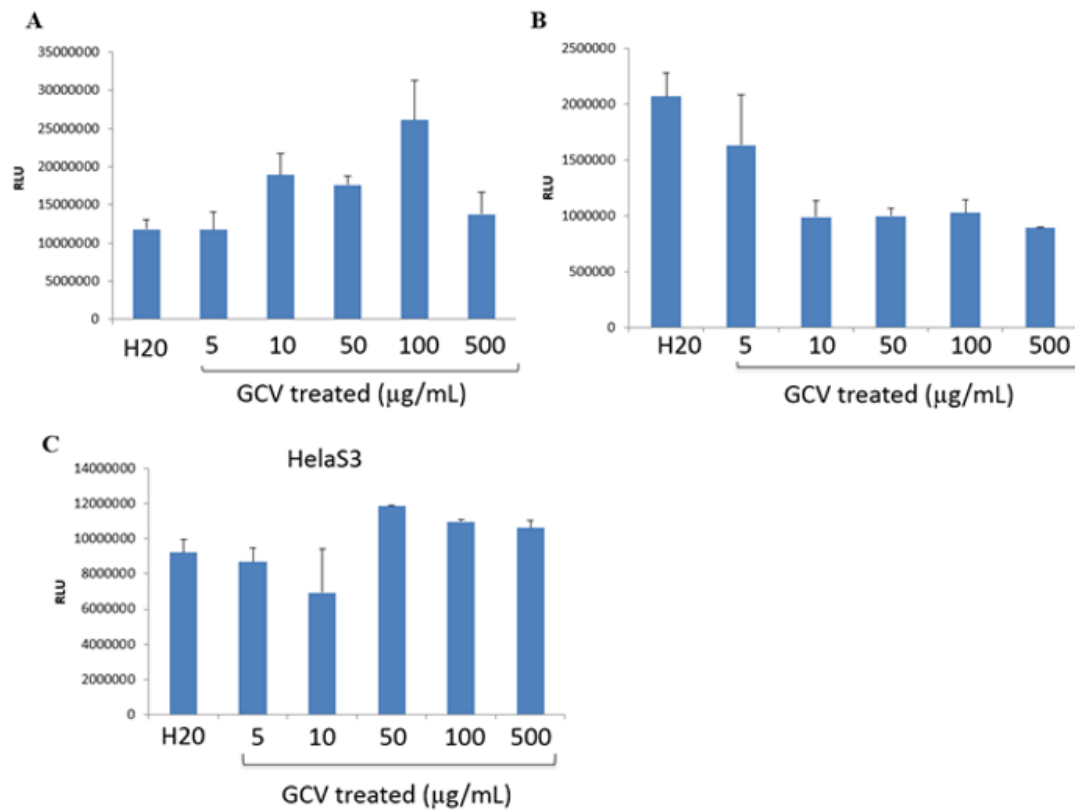 A
35000000
30000000
25000000
20000000
15000000
10000000
5000000
0
RLU
H20 5 10 50 100 500
GCV treated (μg/mL)
B
2500000
2000000
1500000
1000000
500000
0
RLU
H20 5 10 50 100 500
GCV treated (μg/mL)
C
HelaS3
14000000
12000000
10000000
8000000
6000000
4000000
2000000
0
RLU
H20 5 10 50 100 500
GCV treated (μg/mL)